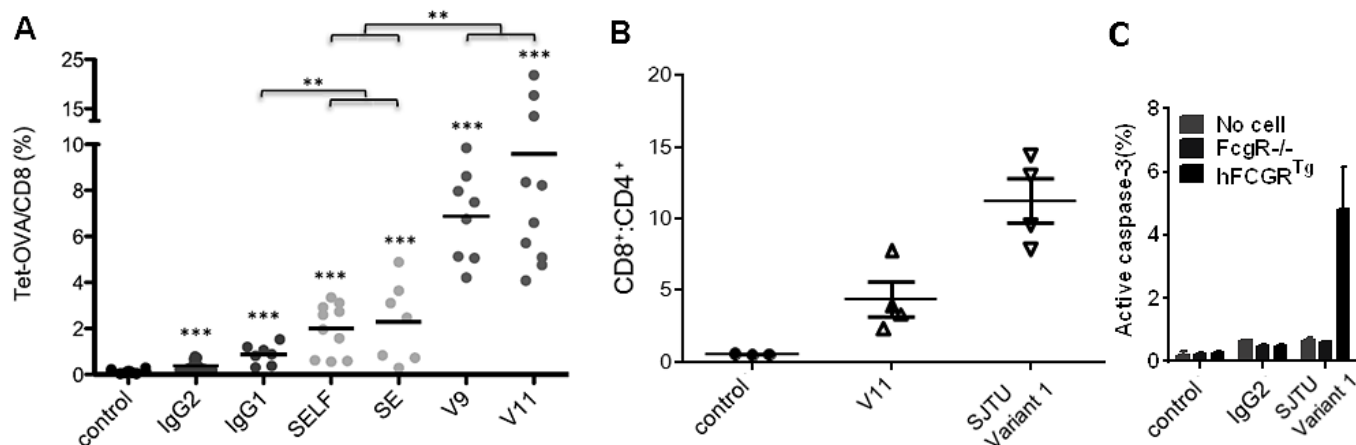 A
Tet-OVA/CD8 (%)
25
15
10
8
6
4
2
0
**
**
***
***
***
***
***
***
control
IgG2
IgG1
SELF
SE
V9
V11
B
CD8+:CD4+
20
15
10
5
0
control
V11
SJTU
Variant 1
C
Active caspase-3(%)
8
6
4
2
0
No cell
FcgR-/-
hFCGRTg
control
IgG2
SJTU
Variant 1